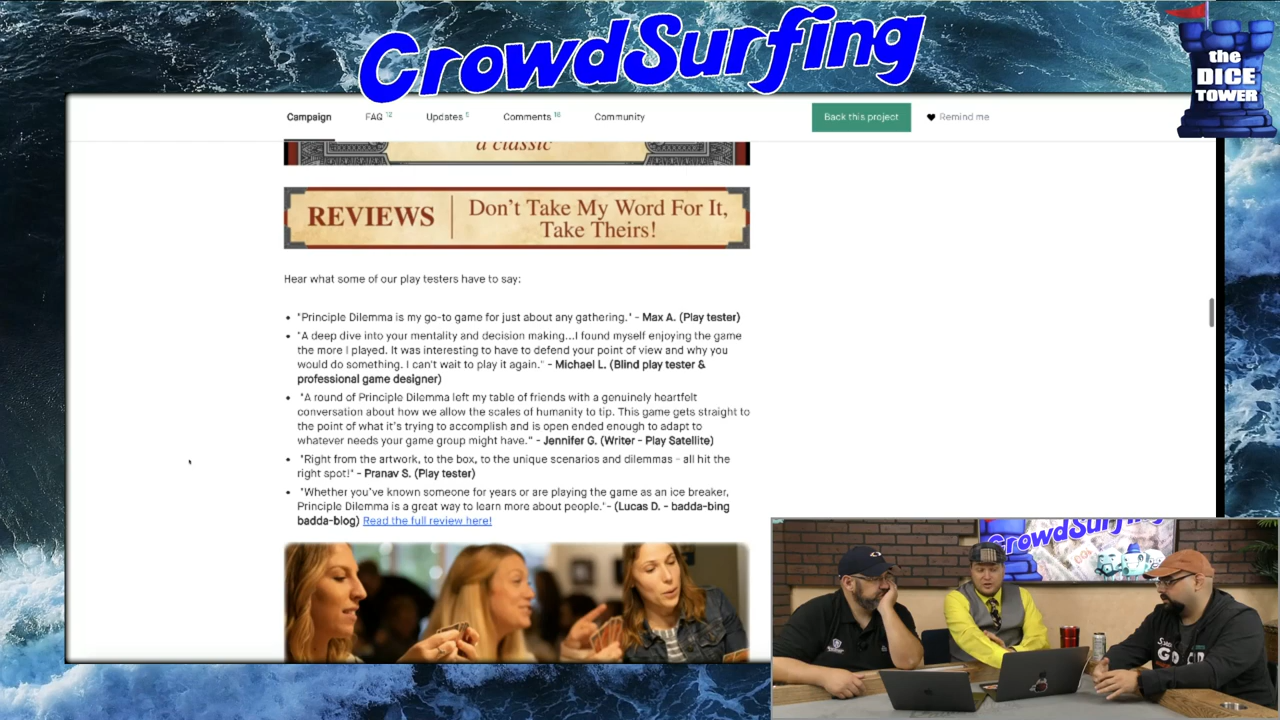 CrowdSurfing
the
DICE
TOWER
Campaign
FAQ 12
Updates 5
Comments 18
Community
Back this project
Remind me
a classic
REVIEWS
Don't Take My Word For It,
Take Theirs!
Hear what some of our play testers have to say:
"Principle Dilemma is my go-to game for just about any gathering." - Max A. (Play tester)
"A deep dive into your mentality and decision making...I found myself enjoying the game
the more I played. It was interesting to have to defend your point of view and why you
would do something. I can't wait to play it again." - Michael L. (Blind play tester &
professional game designer)
"A round of Principle Dilemma left my table of friends with a genuinely heartfelt
conversation about how we allow the scales of humanity to tip. This game gets straight to
the point of what it's trying to accomplish and is open ended enough to adapt to
whatever needs your game group might have." - Jennifer G. (Writer - Play Satellite)
"Right from the artwork, to the box, to the unique scenarios and dilemmas - all hit the
right spot!" - Pranav S. (Play tester)
"Whether you've known someone for years or are playing the game as an ice breaker,
Principle Dilemma is a great way to learn more about people."- (Lucas D. - badda-bing
badda-blog) Read the full review here!
CrowdSurfing